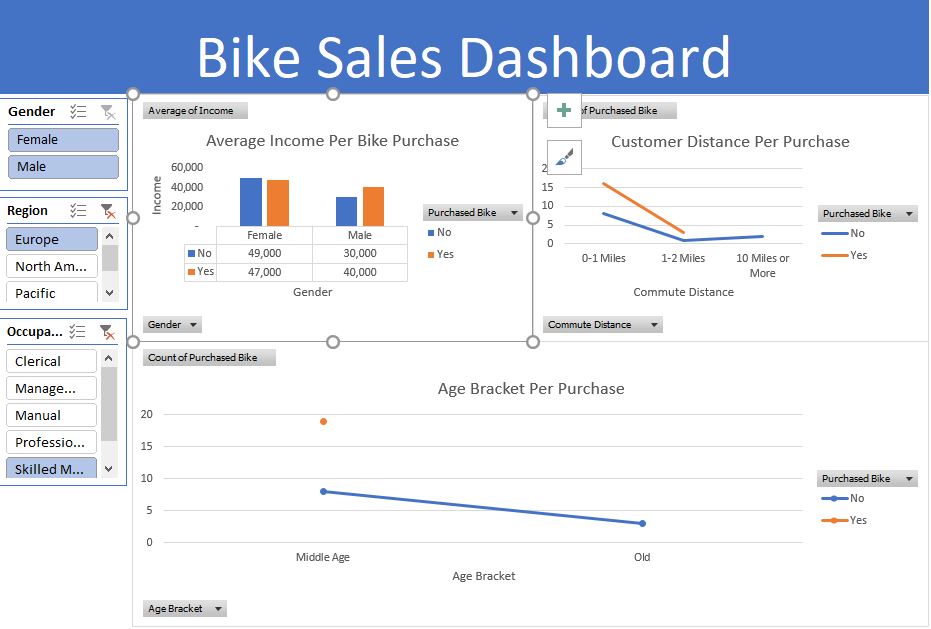 Bike Sales Dashboard
Gender
Female
Male
Region
Europe
North Am...
Pacific
Occupa...
Clerical
Manage...
Manual
Professio...
Skilled M...
Average of Income
Average Income Per Bike Purchase
Income
60,000
40,000
20,000
-
Female Male
No 49,000 30,000
Yes 47,000 40,000
Gender
Purchased Bike
No
Yes
Gender
of Purchased Bike
Customer Distance Per Purchase
2
15
10
5
0
0-1 Miles 1-2 Miles 10 Miles or
More
Commute Distance
Purchased Bike
No
Yes
Commute Distance
Count of Purchased Bike
Age Bracket Per Purchase
20
15
10
5
0
Middle Age Old
Age Bracket
Purchased Bike
No
Yes
Age Bracket